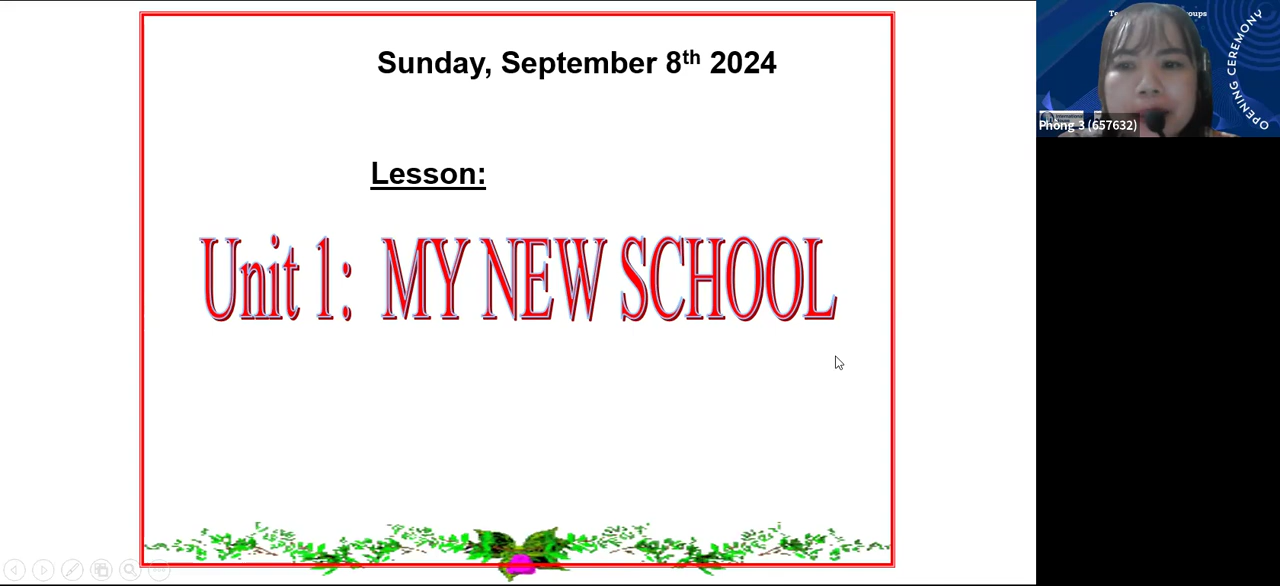 Sunday, September 8th 2024
Lesson:
Unit 1: MY NEW SCHOOL
OPENING CEREMONY
Phòng 3 (657632)